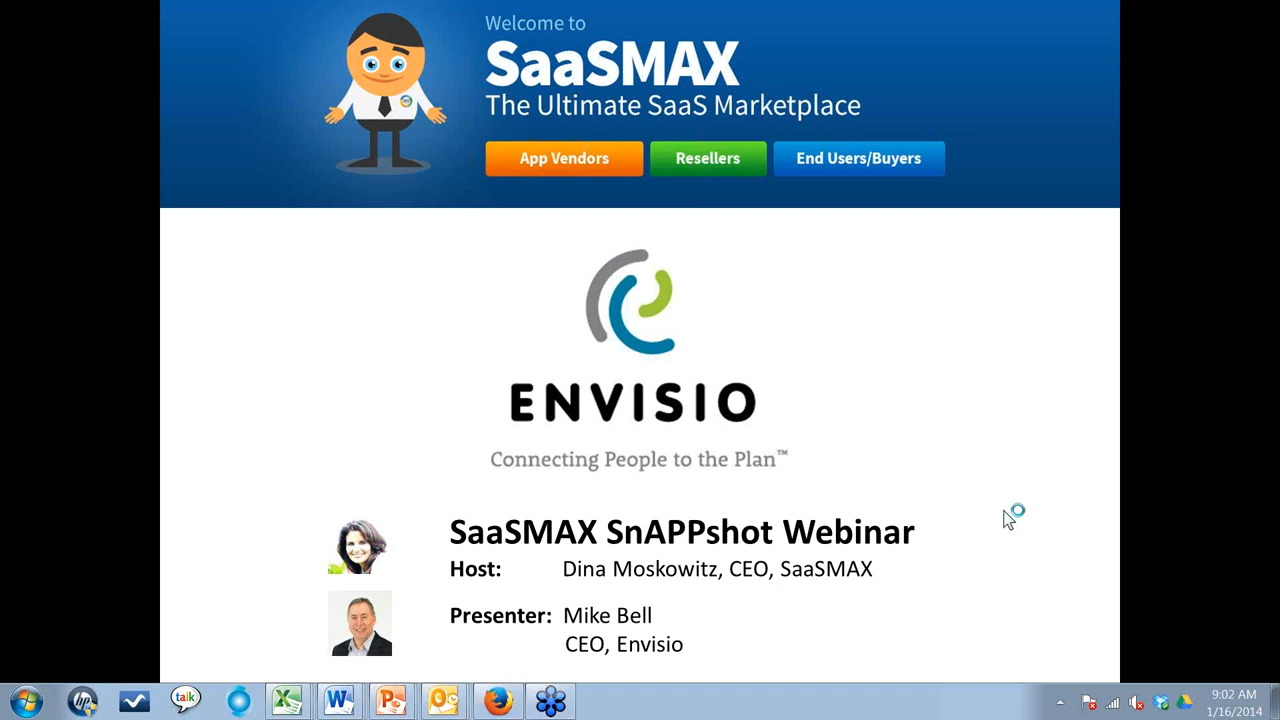 Welcome to
SaaSMAX
The Ultimate SaaS Marketplace
App Vendors Resellers End Users/Buyers
ENVISIO
Connecting People to the Plan™
SaaSMAX SnAPPshot Webinar
Host: Dina Moskowitz, CEO, SaaSMAX
Presenter: Mike Bell
CEO, Envisio
hp talk
9:02 AM
1/16/2014